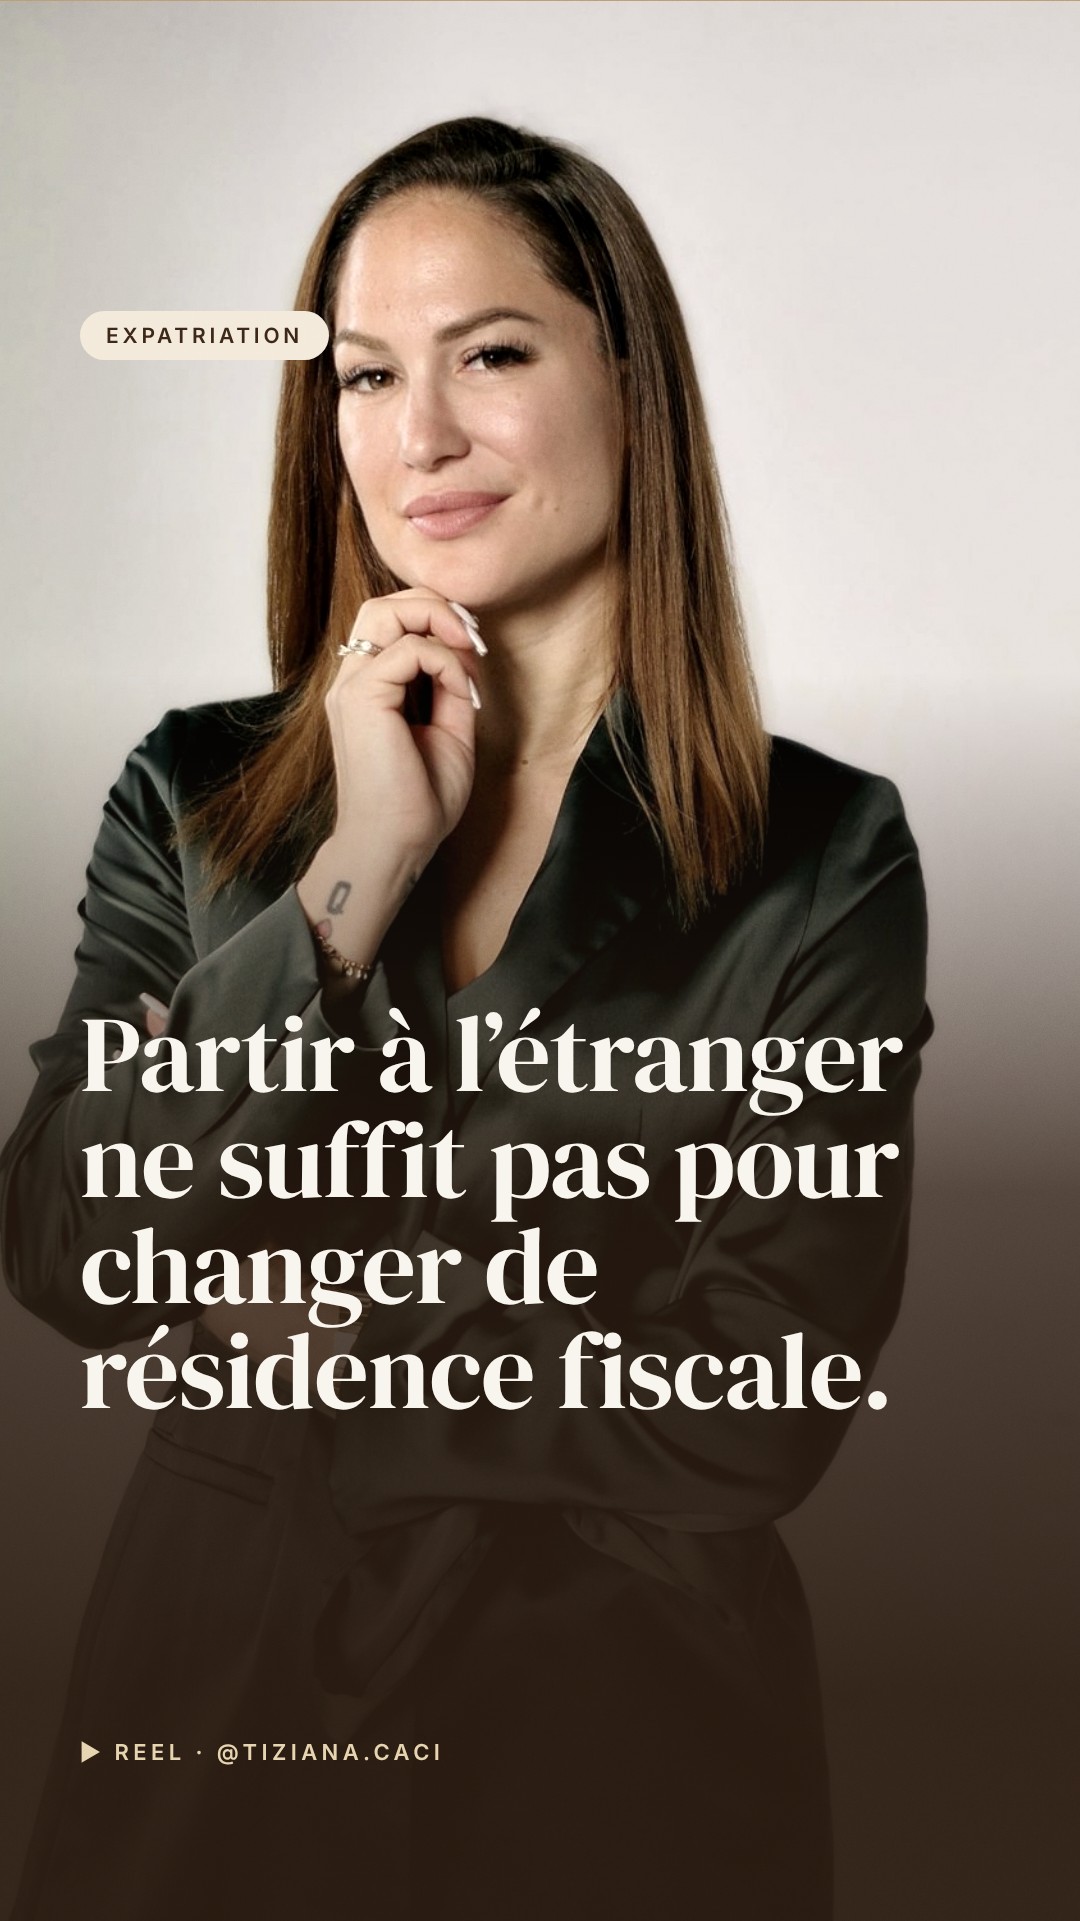 EXPATRIATION
Q
Partir à l’étranger
ne suffit pas pour
changer de
résidence fiscale.
▶ REEL · @TIZIANA.CACI